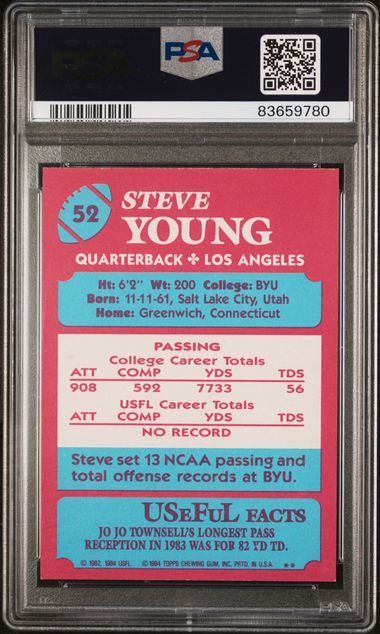 PSA
PSA
83659780
52
STEVE
YOUNG
QUARTERBACK ✤ LOS ANGELES
Ht: 6'2" Wt: 200 College: BYU
Born: 11-11-61, Salt Lake City, Utah
Home: Greenwich, Connecticut
PASSING
College Career Totals
ATT COMP YDS TDS
908 592 7733 56
USFL Career Totals
ATT COMP YDS TDS
NO RECORD
Steve set 13 NCAA passing and
total offense records at BYU.
USeFuL FACTS
JO JO TOWNSELL'S LONGEST PASS
RECEPTION IN 1983 WAS FOR 82 YD TD.
© 1982, 1984 USFL. © 1984 TOPPS CHEWING GUM, INC. PRTD. IN U.S.A. **